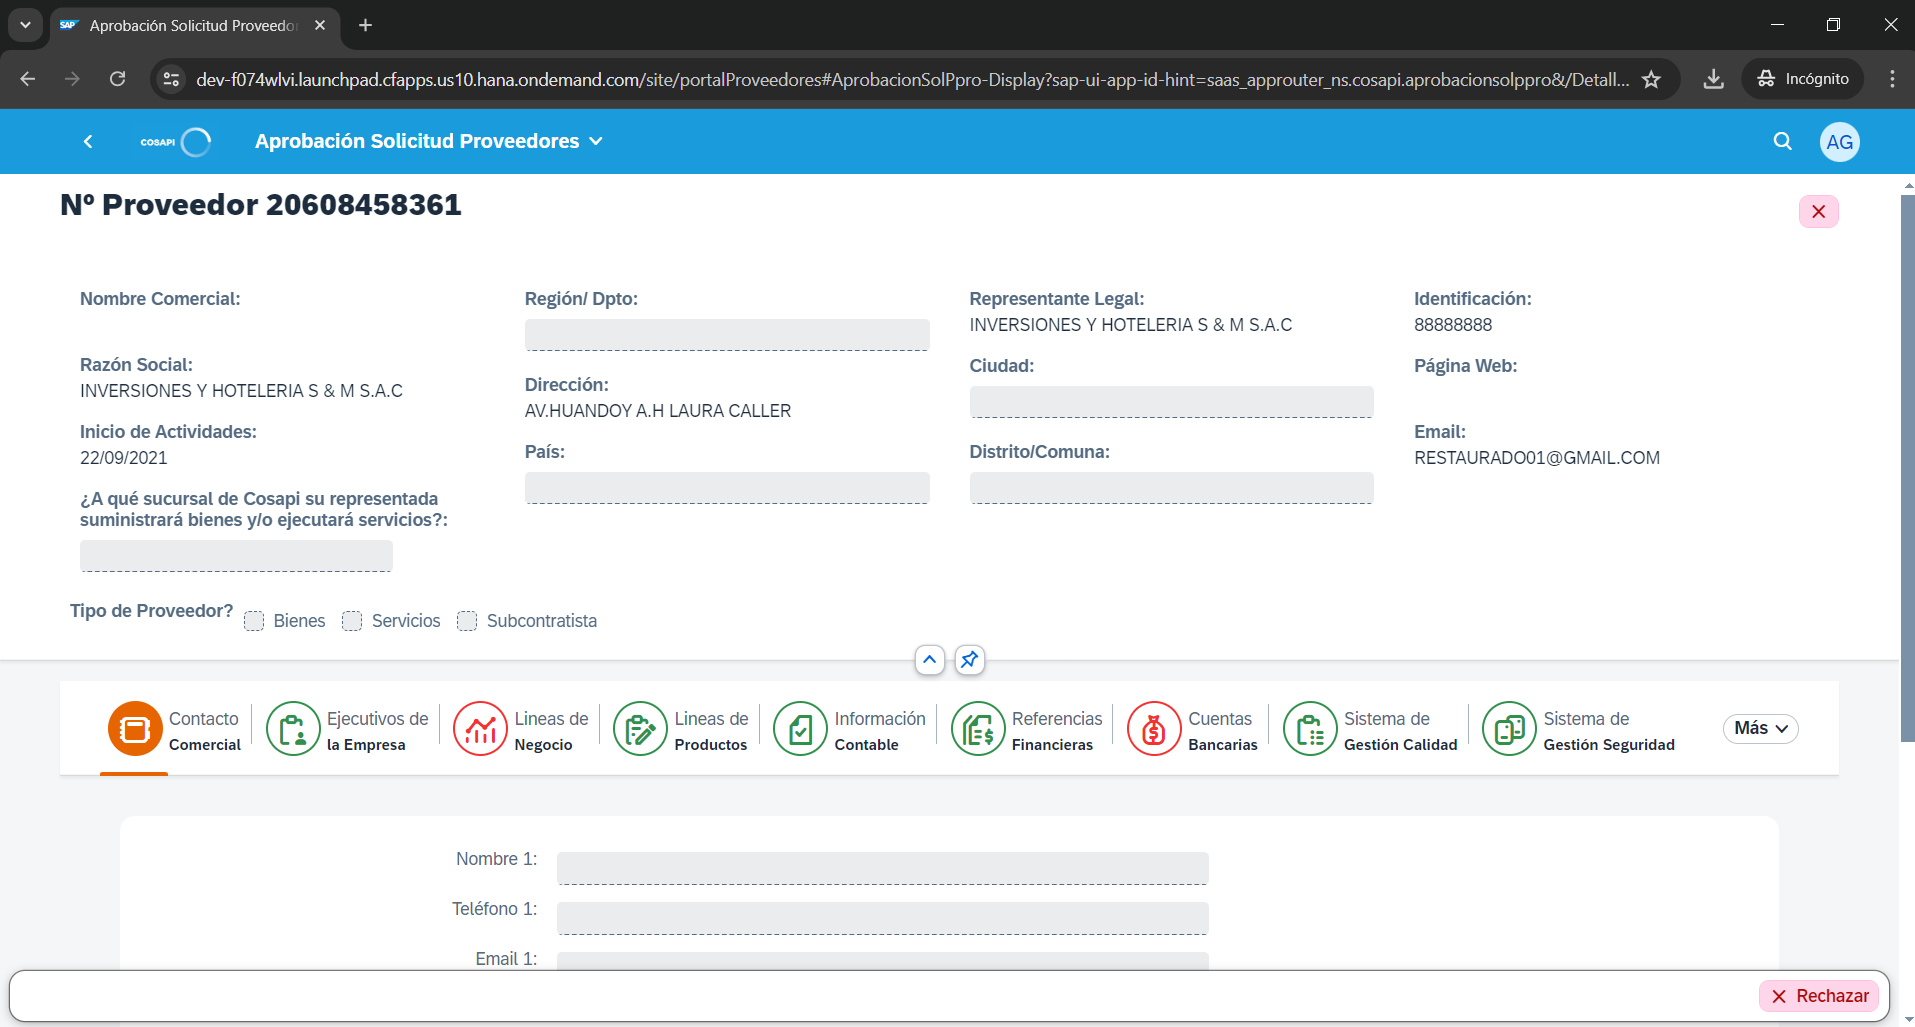 Aprobación Solicitud Proveedor
dev-f074wlvi.launchpad.cfapps.us10.hana.ondemand.com/site/portalProveedores#AprobacionSolPpro-Display?sap-ui-app-id-hint=saas_approuter_ns.cosapi.aprobacionsolppro&/Detall...
Incógnito
COSAPI
Aprobación Solicitud Proveedores
AG
Nº Proveedor 20608458361
Nombre Comercial:
Región/ Dpto:
Representante Legal:
INVERSIONES Y HOTELERIA S & M S.A.C
Identificación:
88888888
Razón Social:
INVERSIONES Y HOTELERIA S & M S.A.C
Dirección:
AV.HUANDOY A.H LAURA CALLER
Ciudad:
Página Web:
Inicio de Actividades:
22/09/2021
País:
Distrito/Comuna:
Email:
RESTAURADO01@GMAIL.COM
¿A qué sucursal de Cosapi su representada
suministrará bienes y/o ejecutará servicios?:
Tipo de Proveedor?
Bienes
Servicios
Subcontratista
Contacto
Comercial
Ejecutivos de
la Empresa
Lineas de
Negocio
Lineas de
Productos
Información
Contable
Referencias
Financieras
Cuentas
Bancarias
Sistema de
Gestión Calidad
Sistema de
Gestión Seguridad
Más
Nombre 1:
Teléfono 1:
Email 1:
Rechazar